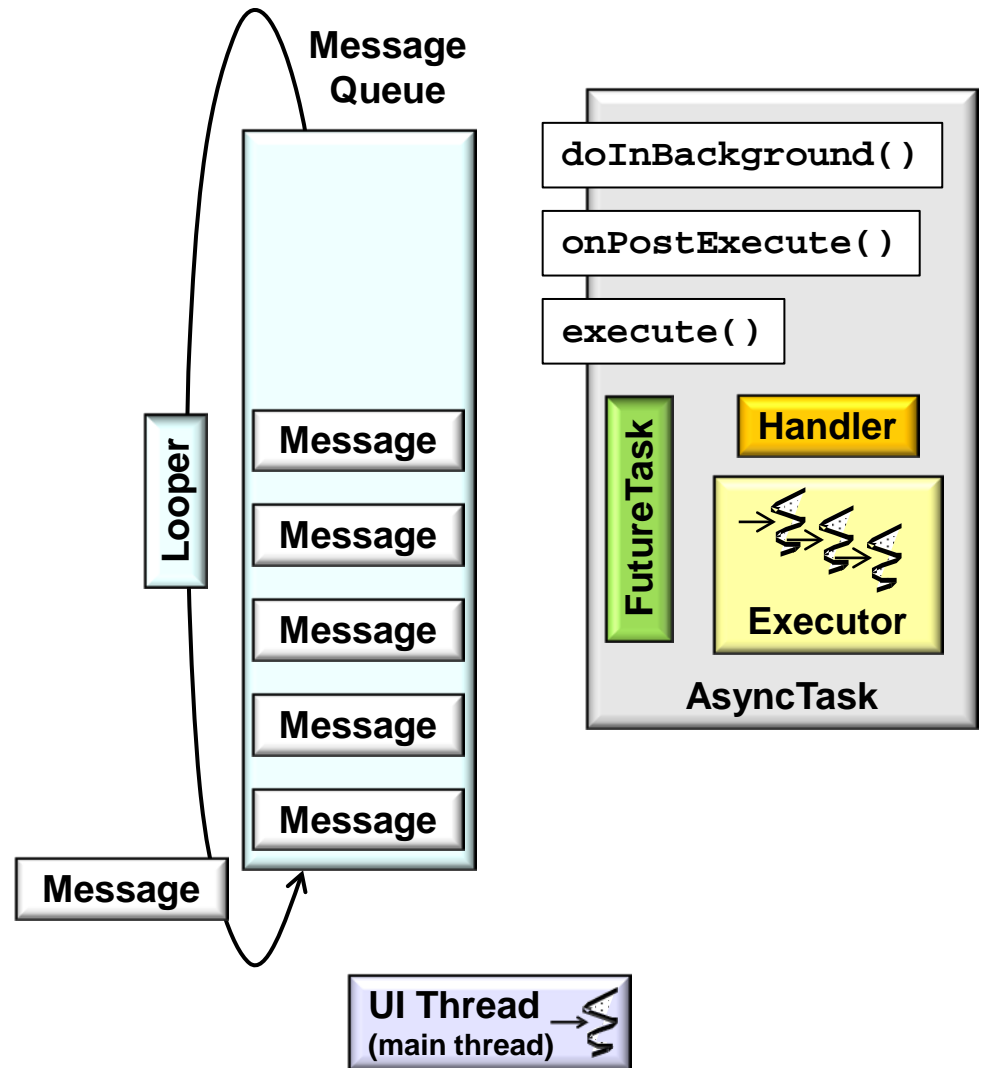 Message
Queue
doInBackground()
onPostExecute()
execute()
Looper
Message
Message
Message
Message
Message
Message
FutureTask
Handler
Executor
AsyncTask
UI Thread
(main thread)